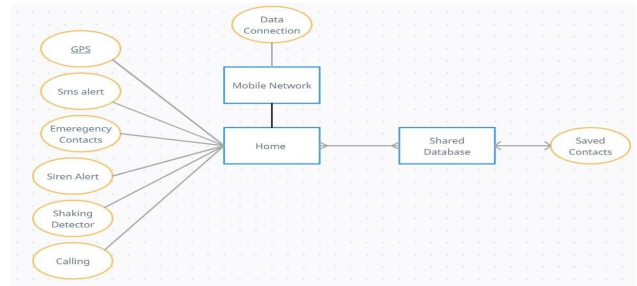 Data
Connection
GPS
Mobile Network
Sms alert
Emeregency
Contacts
Home
Shared
Database
Saved
Contacts
Siren Alert
Shaking
Detector
Calling